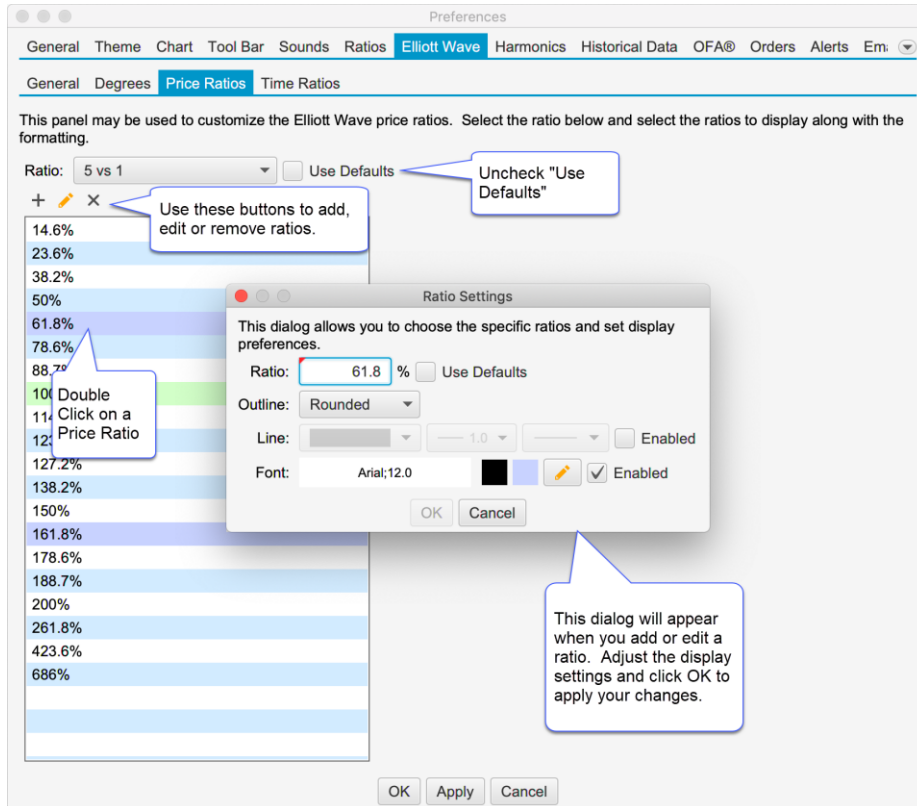 Preferences
General Theme Chart Tool Bar Sounds Ratios Elliott Wave Harmonics Historical Data OFA® Orders Alerts Em
General Degrees Price Ratios Time Ratios
This panel may be used to customize the Elliott Wave price ratios. Select the ratio below and select the ratios to display along with the
formatting.
Ratio: 5 vs 1 Use Defaults
Uncheck "Use
Defaults"
Use these buttons to add,
edit or remove ratios.
14.6%
23.6%
38.2%
50%
61.8%
78.6%
88.7%
100
114
123
127.2%
138.2%
150%
161.8%
178.6%
188.7%
200%
261.8%
423.6%
686%
Double
Click on a
Price Ratio
Ratio Settings
This dialog allows you to choose the specific ratios and set display
preferences.
Ratio: 61.8 % Use Defaults
Outline: Rounded
Line: 1.0 Enabled
Font: Arial;12.0 Enabled
OK Cancel
This dialog will appear
when you add or edit a
ratio. Adjust the display
settings and click OK to
apply your changes.
OK Apply Cancel